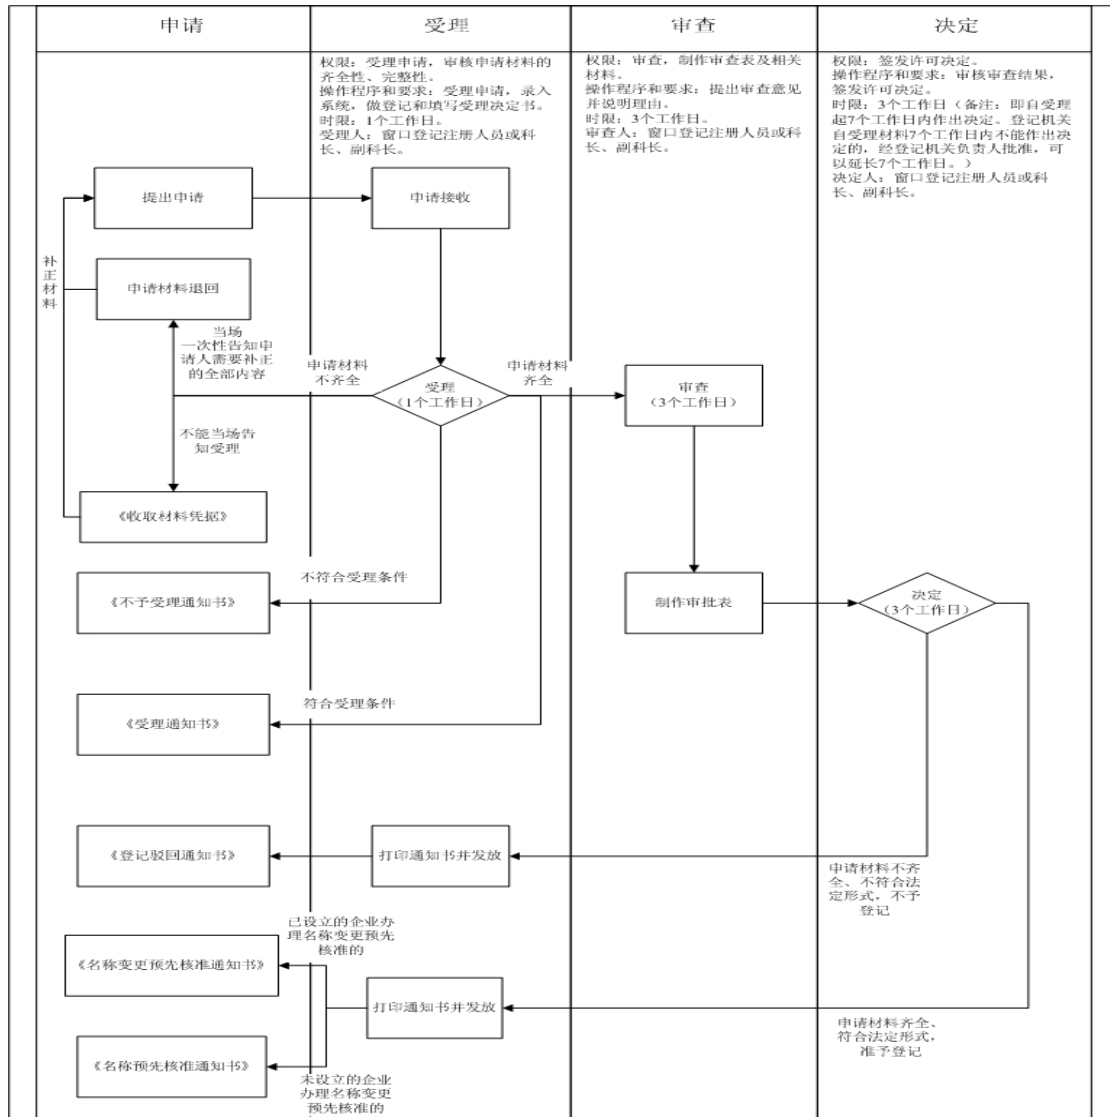 申请
受理
审查
决定
权限：受理申请，审核申请材料的
齐全性、完整性。
操作程序和要求：受理申请，录入
系统，做登记和填写受理决定书。
时限：1个工作日。
受理人：窗口登记注册人员或科
长、副科长。
权限：审查，制作审查表及相关
材料。
操作程序和要求：提出审查意见
并说明理由。
时限：3个工作日。
审查人：窗口登记注册人员或科
长、副科长。
权限：签发许可决定。
操作程序和要求：审核审查结果，
签发许可决定。
时限：3个工作日（备注：即自受理
起7个工作日内作出决定。登记机关
自受理材料7个工作日内不能作出决
定的，经登记机关负责人批准，可
以延长7个工作日。）
决定人：窗口登记注册人员或科
长、副科长。
提出申请
申请接收
补
正
材
料
申请材料退回
当场
一次性告知申
请人需要补正
的全部内容
申请材料
不齐全
受理
（1个工作日）
申请材料
齐全
审查
（3个工作日）
不能当场告
知受理
《收取材料凭据》
不符合受理条件
《不予受理通知书》
制作审批表
决定
（3个工作日）
符合受理条件
《受理通知书》
《登记驳回通知书》
打印通知书并发放
申请材料不齐
全、不符合法
定形式，不予
登记
已设立的企业办
理名称变更预先
核准的
《名称变更预先核准通知书》
打印通知书并发放
申请材料齐全、
符合法定形式，
准予登记
《名称预先核准通知书》
未设立的企业
办理名称变更
预先核准的